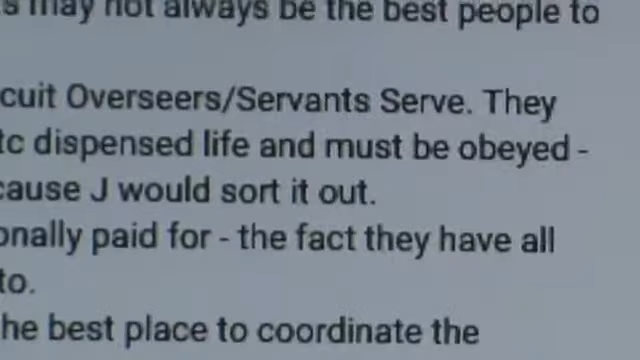 s may not always be the best people to
cuit Overseers/Servants Serve. They
tc dispensed life and must be obeyed -
cause J would sort it out.
onally paid for - the fact they have all
to.
he best place to coordinate the